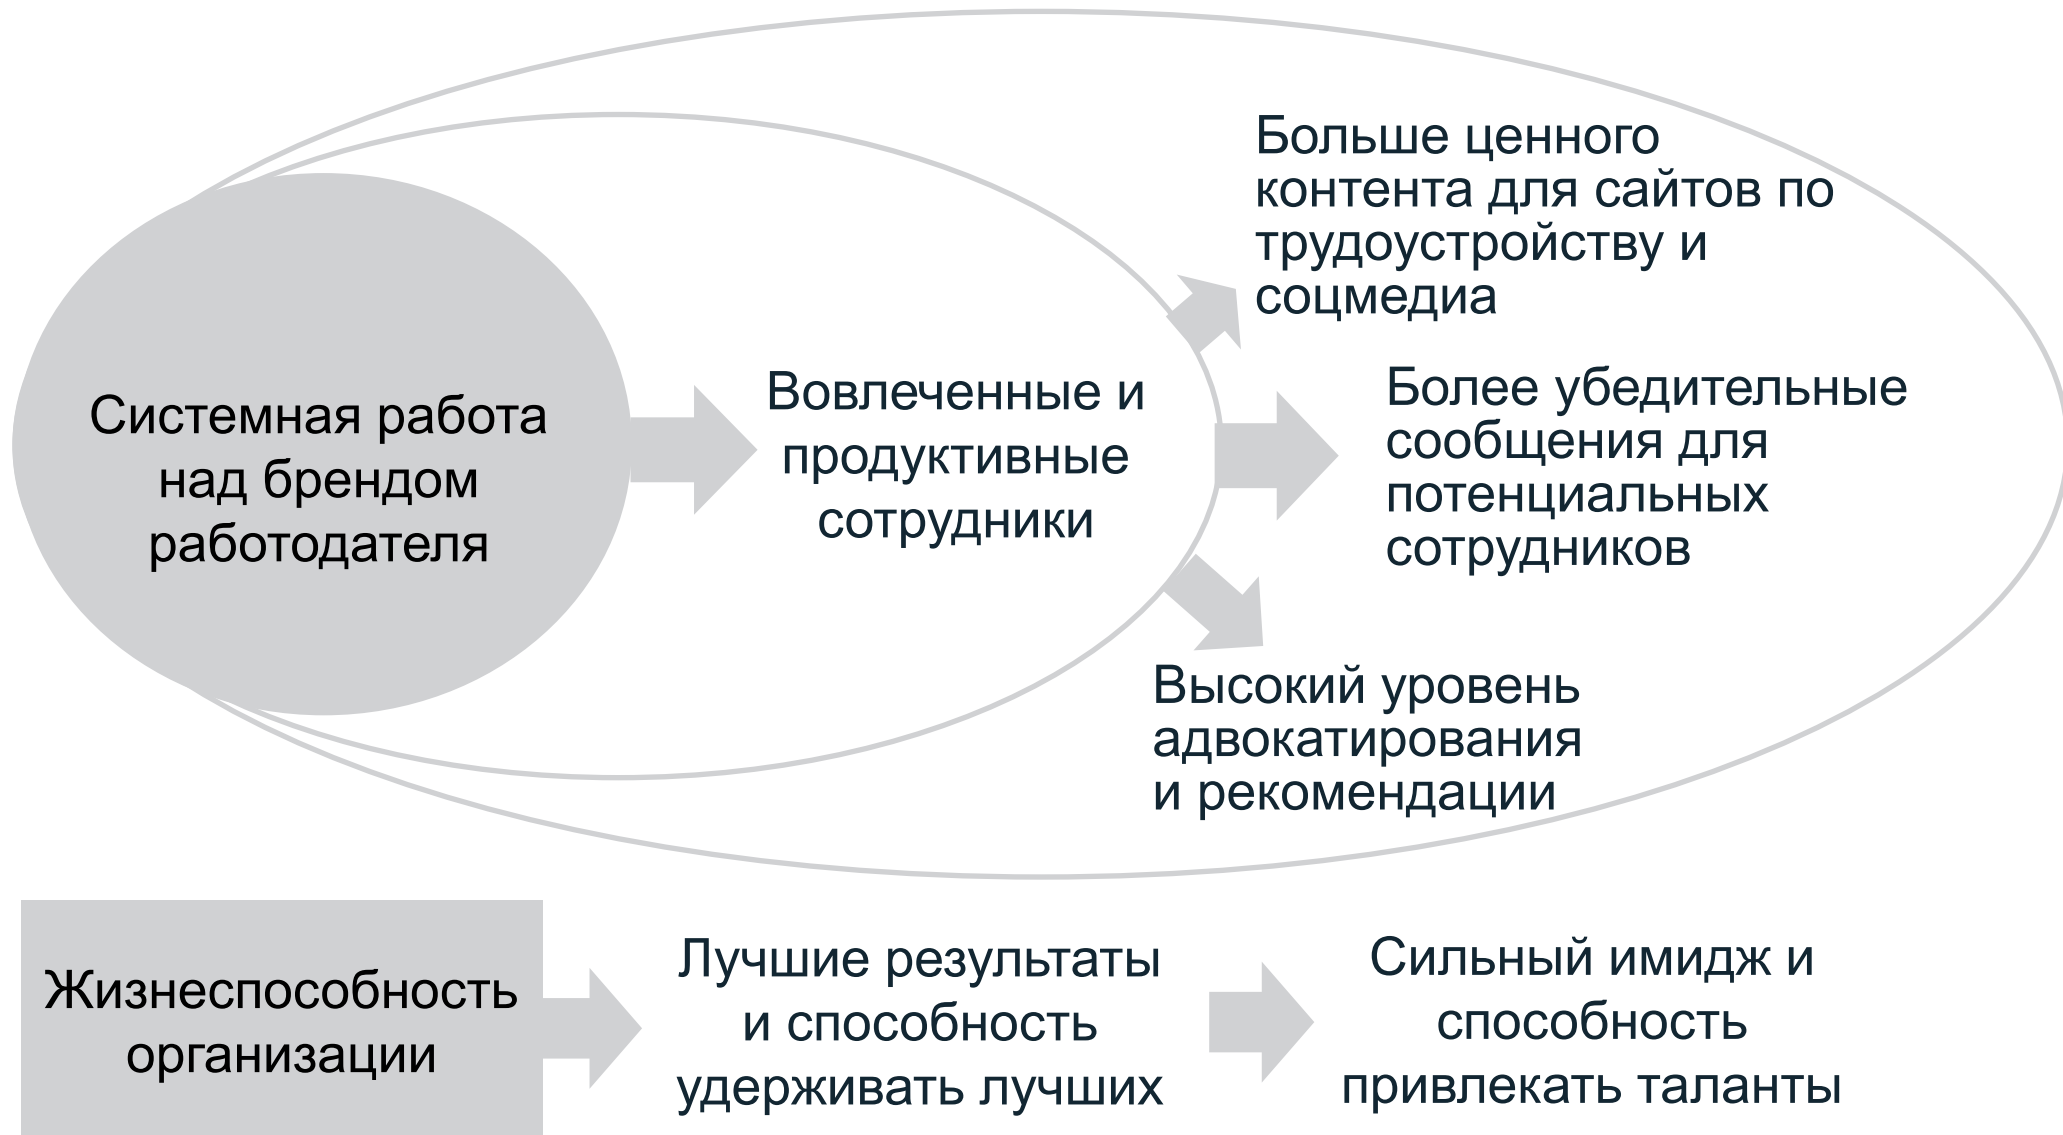 Системная работа
над брендом
работодателя
Вовлеченные и
продуктивные
сотрудники
Больше ценного
контента для сайтов по
трудоустройству и
соцмедиа
Более убедительные
сообщения для
потенциальных
сотрудников
Высокий уровень
адвокатирования
и рекомендации
Жизнеспособность
организации
Лучшие результаты
и способность
удерживать лучших
Сильный имидж и
способность
привлекать таланты